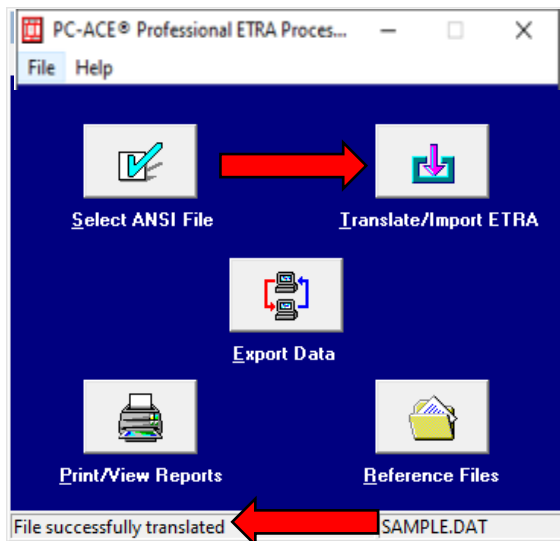 PC-ACE® Professional ETRA Proces...
File Help
Select ANSI File
Translate/Import ETRA
Export Data
Print/View Reports
Reference Files
File successfully translated
SAMPLE.DAT